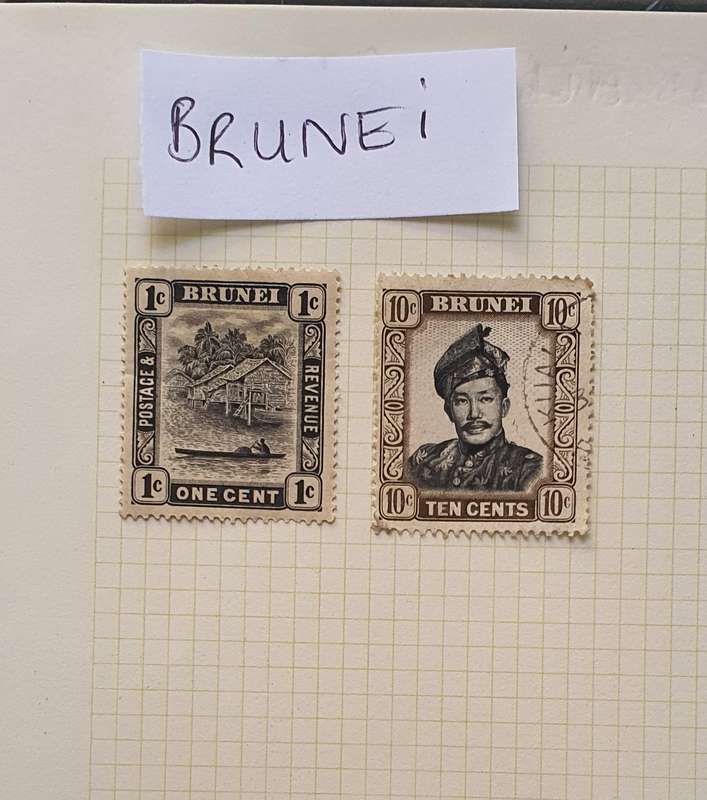 BRUNEi
1c BRUNEI 1c
POSTAGE &
REVENUE
1c ONE CENT 1c
10c BRUNEI 10c
10c TEN CENTS 10c